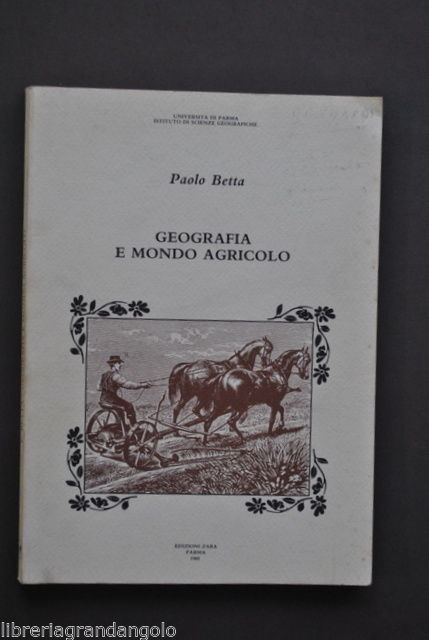 UNIVERSITÀ DI PARMA
ISTITUTO DI SCIENZE GEOGRAFICHE
Paolo Betta
GEOGRAFIA
E MONDO AGRICOLO
EDIZIONI ZARA
PARMA
libreriagrandangolo